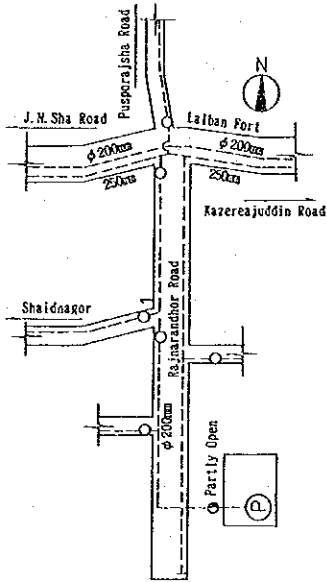 Pusporajsha Road
N
J.N.Sha Road
Lalban Fort
φ200mm
250mm
φ200mm
250mm
Kazereajuddin Road
Shaidnagor
Rajnarandhor Road
φ200mm
Partly Open
P